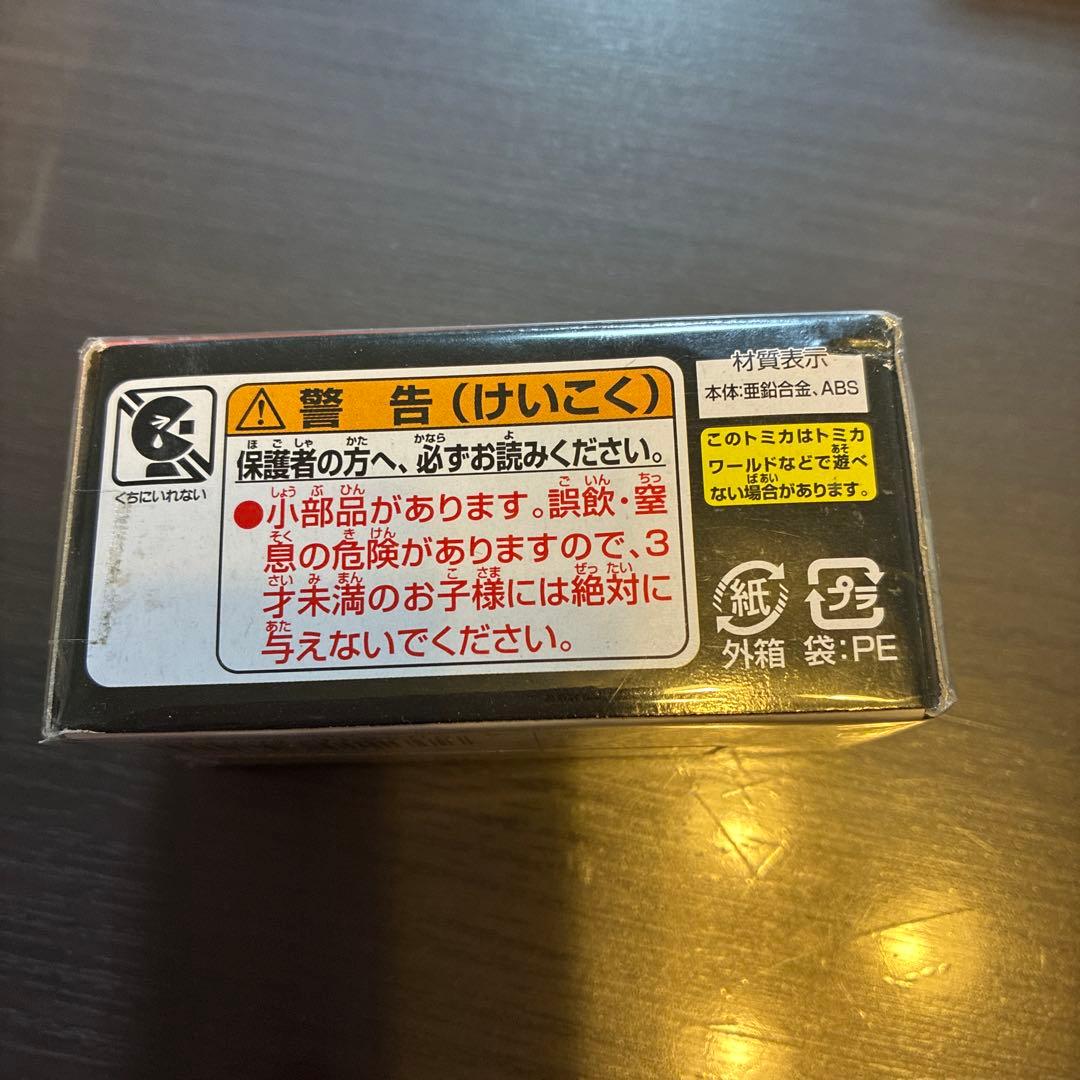 くちにいれない
警 告(けいこく)
ほ ご しゃ かた かなら よ
保護者の方へ、必ずお読みください。
しょう ぶ ひん ご いん ちっ
●小部品があります。誤飲・窒
そく き けん
息の危険がありますので、3
さい み まん こ さま ぜっ たい
才未満のお子様には絶対に
あた
与えないでください。
材質表示
本体:亜鉛合金、ABS
このトミカはトミカ
あそ
ワールドなどで遊べ
ばあい
ない場合があります。
紙
プラ
外箱 袋:PE